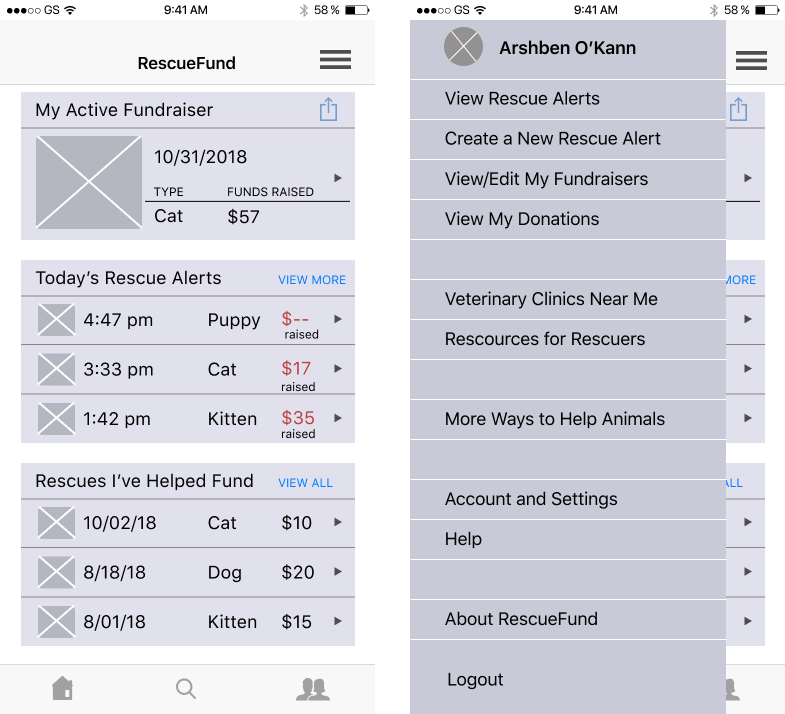 GS 9:41 AM 58 %
RescueFund
My Active Fundraiser
10/31/2018
TYPE FUNDS RAISED
Cat $57
Today's Rescue Alerts VIEW MORE
4:47 pm Puppy $-- raised
3:33 pm Cat $17 raised
1:42 pm Kitten $35 raised
Rescues I've Helped Fund VIEW ALL
10/02/18 Cat $10
8/18/18 Dog $20
8/01/18 Kitten $15
GS 9:41 AM 58 %
Arshben O'Kann
View Rescue Alerts
Create a New Rescue Alert
View/Edit My Fundraisers
View My Donations
MORE
Veterinary Clinics Near Me
Rescources for Rescuers
More Ways to Help Animals
ALL
Account and Settings
Help
About RescueFund
Logout